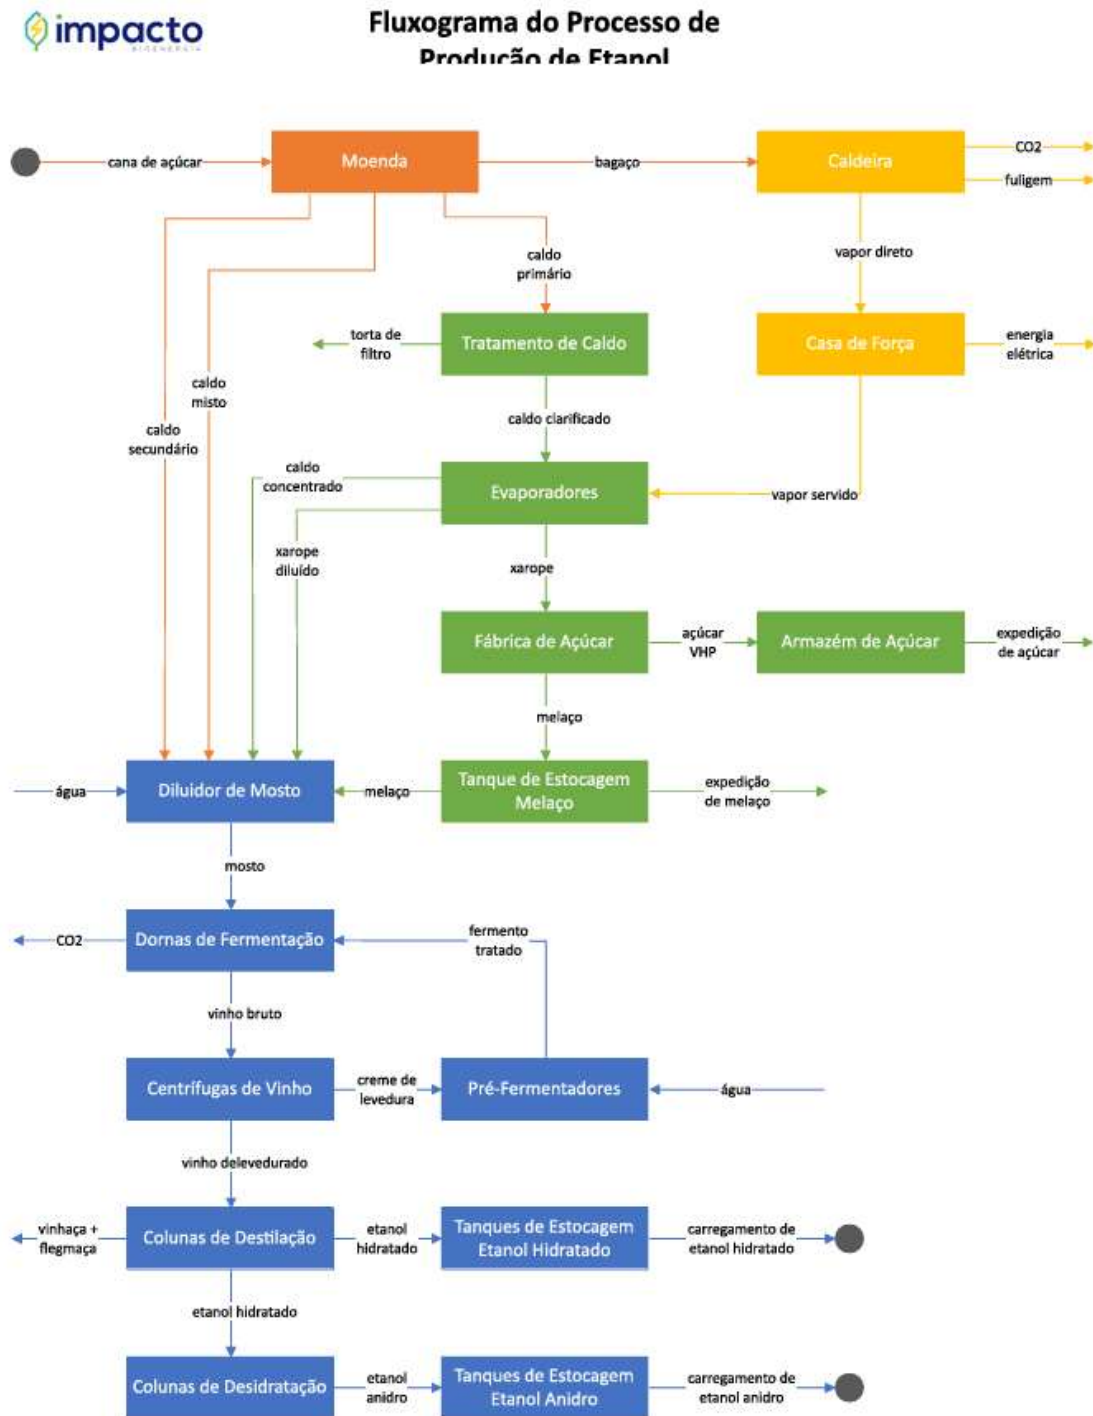 impacto
BIOENERGIA
Fluxograma do Processo de
Produção de Etanol
cana de açúcar
Moenda
bagaço
Caldeira
CO2
fuligem
caldo
primário
vapor direto
torta de
filtro
Tratamento de Caldo
Casa de Força
energia
elétrica
caldo
misto
caldo
secundário
caldo clarificado
caldo
concentrado
Evaporadores
vapor servido
xarope
diluído
xarope
Fábrica de Açúcar
açúcar
VHP
Armazém de Açúcar
expedição
de açúcar
melaço
água
Diluidor de Mosto
melaço
Tanque de Estocagem
Melaço
expedição
de melaço
mosto
CO2
Dornas de Fermentação
fermento
tratado
vinho bruto
Centrífugas de Vinho
creme de
levedura
Pré-Fermentadores
água
vinho delevedurado
vinhaça +
flegmaça
Colunas de Destilação
etanol
hidratado
Tanques de Estocagem
Etanol Hidratado
carregamento de
etanol hidratado
etanol hidratado
Colunas de Desidratação
etanol
anidro
Tanques de Estocagem
Etanol Anidro
carregamento de
etanol anidro